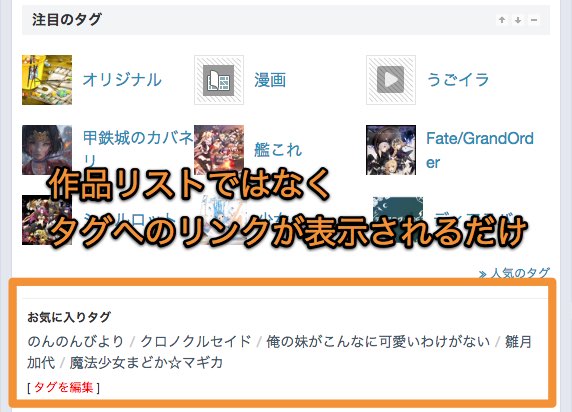 注目のタグ
オリジナル
漫画
うごイラ
甲鉄城のカバネ
リ
艦これ
Fate/GrandOrd
er
作品リストではなく
タグへのリンクが表示されるだけ
≫ 人気のタグ
お気に入りタグ
のんのんびより / クロノクルセイド / 俺の妹がこんなに可愛いわけがない / 雛月
加代 / 魔法少女まどか☆マギカ
[ タグを編集 ]